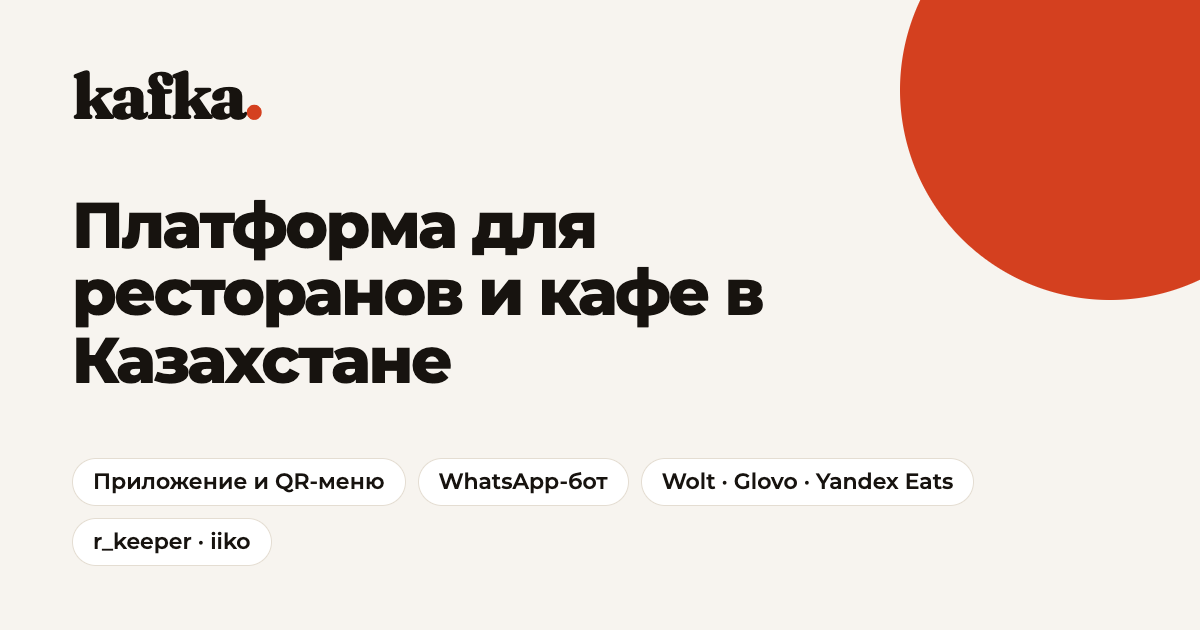 kafka.
Платформа для
ресторанов и кафе в
Казахстане
Приложение и QR-меню
WhatsApp-бот
Wolt · Glovo · Yandex Eats
r_keeper · iiko